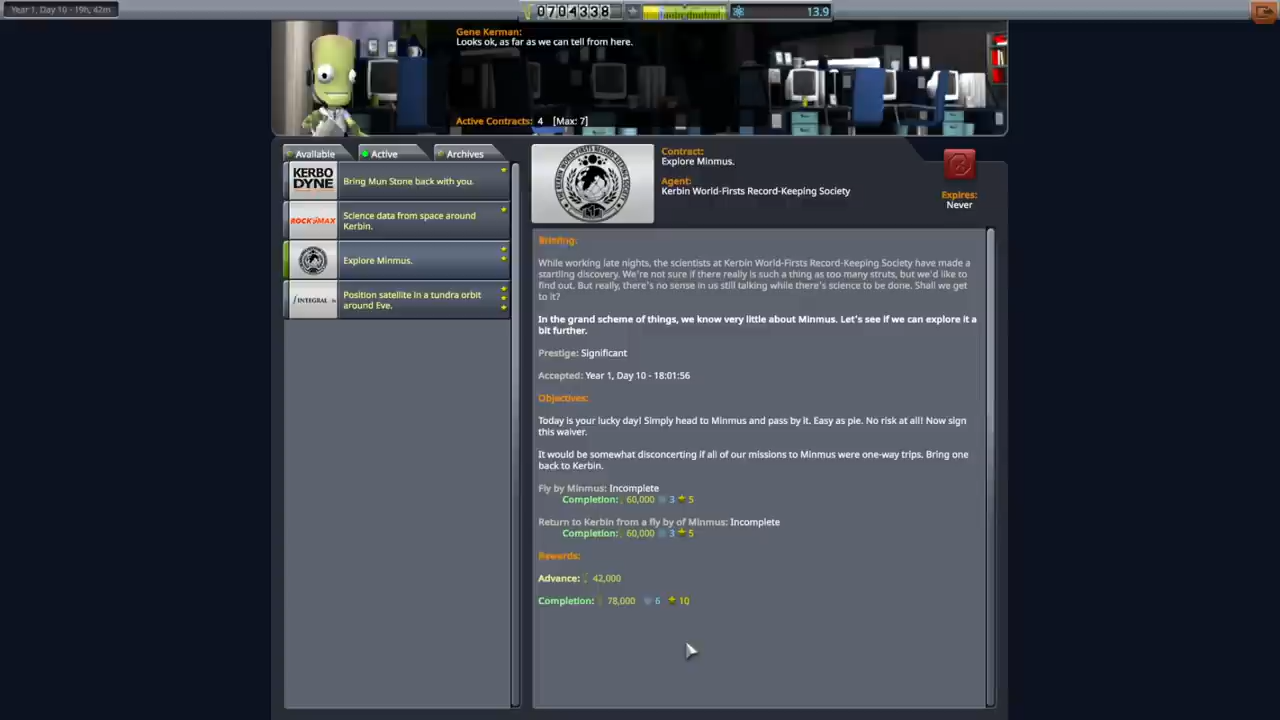 Year 1, Day 10 - 19h, 42m
0704338
13.9
Gene Kerman:
Looks ok, as far as we can tell from here.
Active Contracts: 4 [Max: 7]
Available
Active
Archives
KERBO DYNE
Bring Mun Stone back with you.
ROCKOMAX
Science data from space around
Kerbin.
Explore Minmus.
INTEGRAL
Position satellite in a tundra orbit
around Eve.
Contract:
Explore Minmus.
Agent:
Kerbin World-Firsts Record-Keeping Society
Expires:
Never
Briefing:
While working late nights, the scientists at Kerbin World-Firsts Record-Keeping Society have made a
startling discovery. We're not sure if there really is such a thing as too many struts, but we'd like to
find out. But really, there's no sense in us still talking while there's science to be done. Shall we get
to it?
In the grand scheme of things, we know very little about Minmus. Let's see if we can explore it a
bit further.
Prestige: Significant
Accepted: Year 1, Day 10 - 18:01:56
Objectives:
Today is your lucky day! Simply head to Minmus and pass by it. Easy as pie. No risk at all! Now sign
this waiver.
It would be somewhat disconcerting if all of our missions to Minmus were one-way trips. Bring one
back to Kerbin.
Fly by Minmus: Incomplete
Completion: 60,000 3 5
Return to Kerbin from a fly by of Minmus: Incomplete
Completion: 60,000 3 5
Rewards:
Advance: 42,000
Completion: 78,000 6 10